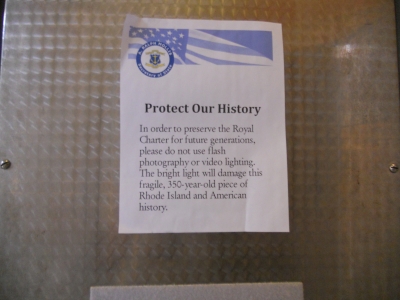 Protect Our History
In order to preserve the Royal
Charter for future generations,
please do not use flash
photography or video lighting.
The bright light will damage this
fragile, 350-year-old piece of
Rhode Island and American
history.